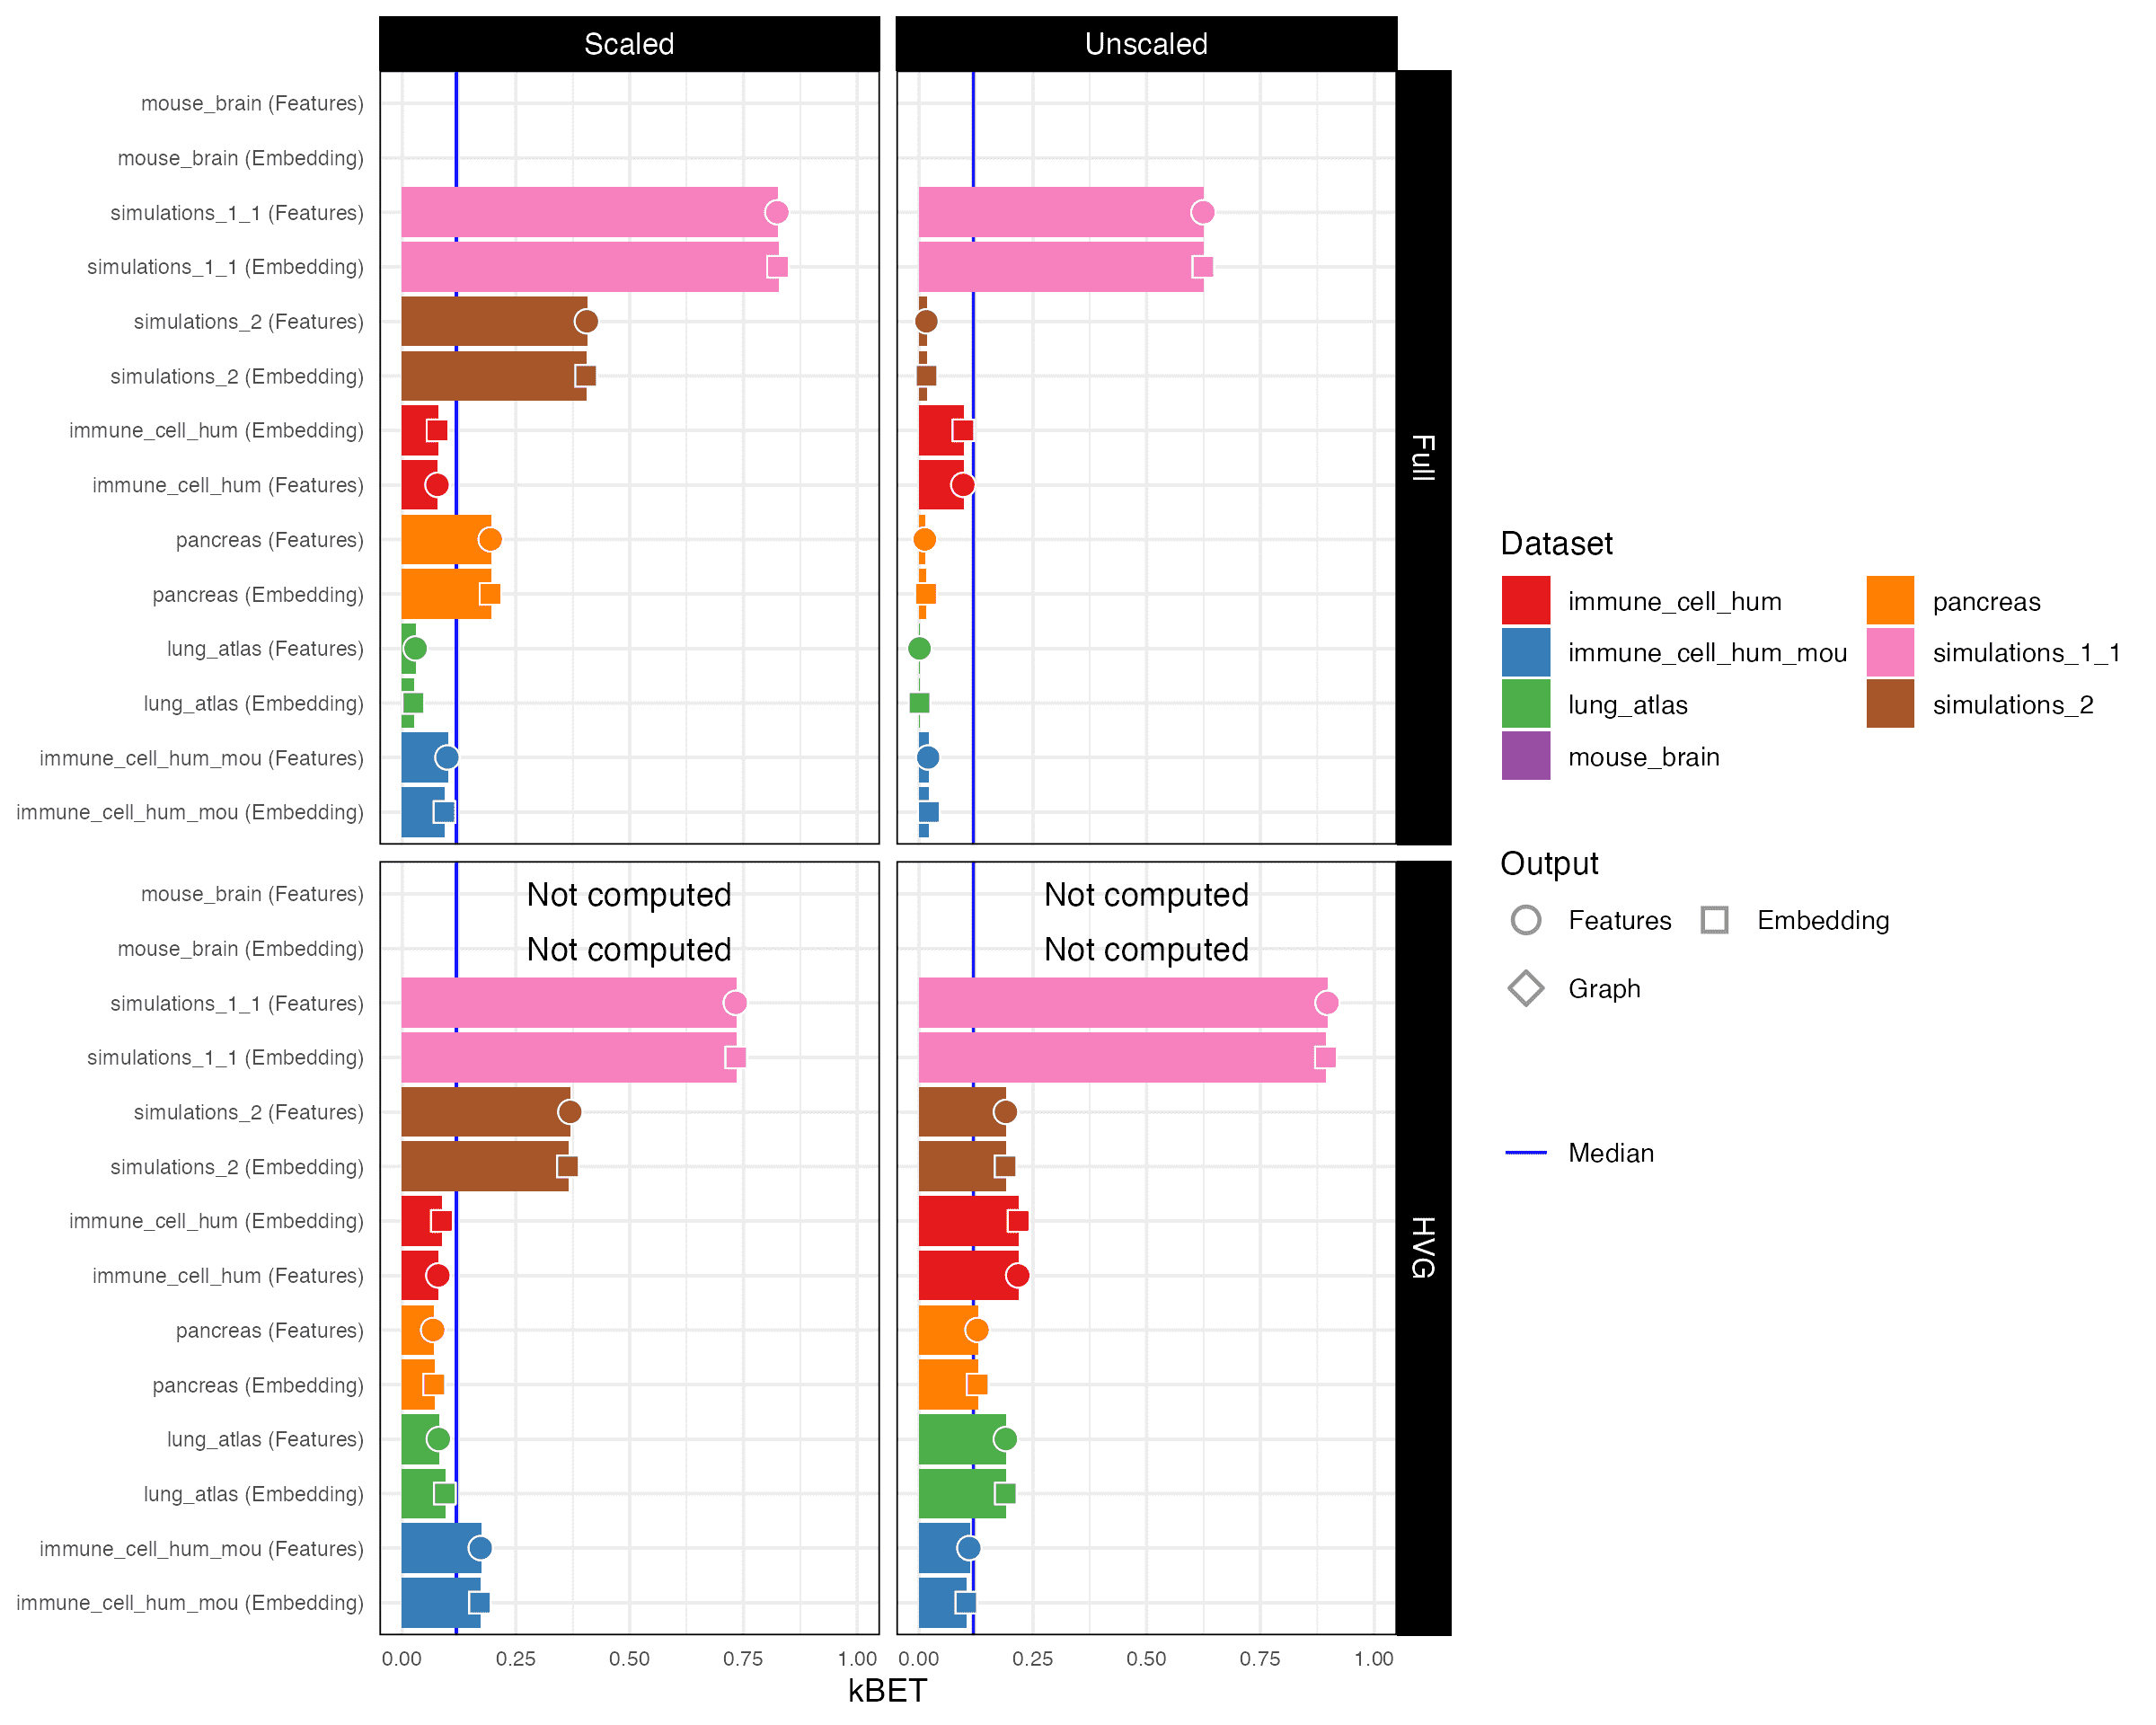 Scaled
Unscaled
mouse_brain (Features)
mouse_brain (Embedding)
simulations_1_1 (Features)
simulations_1_1 (Embedding)
simulations_2 (Features)
simulations_2 (Embedding)
immune_cell_hum (Embedding)
immune_cell_hum (Features)
pancreas (Features)
pancreas (Embedding)
lung_atlas (Features)
lung_atlas (Embedding)
immune_cell_hum_mou (Features)
immune_cell_hum_mou (Embedding)
Full
mouse_brain (Features)
Not computed
Not computed
mouse_brain (Embedding)
Not computed
Not computed
simulations_1_1 (Features)
simulations_1_1 (Embedding)
simulations_2 (Features)
simulations_2 (Embedding)
immune_cell_hum (Embedding)
immune_cell_hum (Features)
pancreas (Features)
pancreas (Embedding)
lung_atlas (Features)
lung_atlas (Embedding)
immune_cell_hum_mou (Features)
immune_cell_hum_mou (Embedding)
HVG
0.00 0.25 0.50 0.75 1.00
0.00 0.25 0.50 0.75 1.00
kBET
Dataset
immune_cell_hum
pancreas
immune_cell_hum_mou
simulations_1_1
lung_atlas
simulations_2
mouse_brain
Output
Features
Embedding
Graph
Median